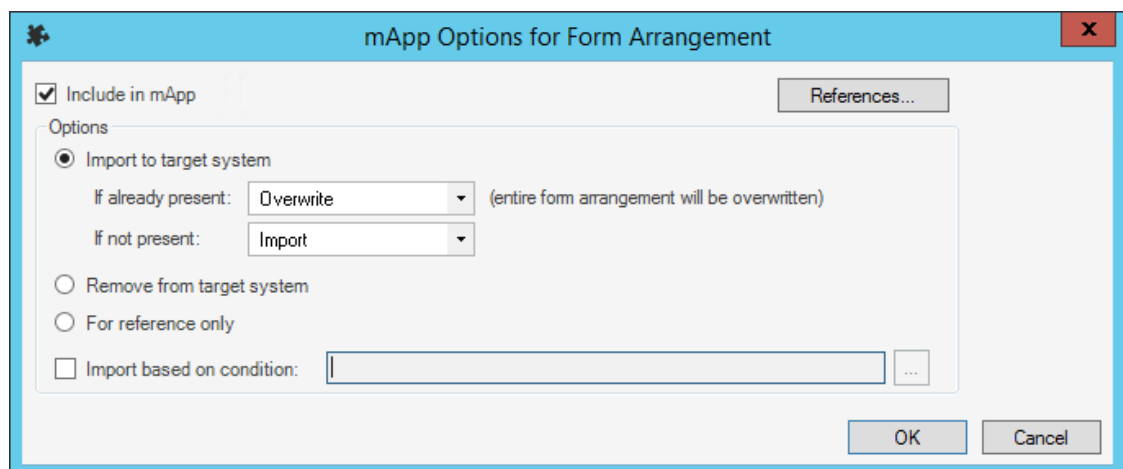 mApp Options for Form Arrangement
x
Include in mApp
References...
Options
Import to target system
If already present: Overwrite (entire form arrangement will be overwritten)
If not present: Import
Remove from target system
For reference only
Import based on condition: ...
OK Cancel